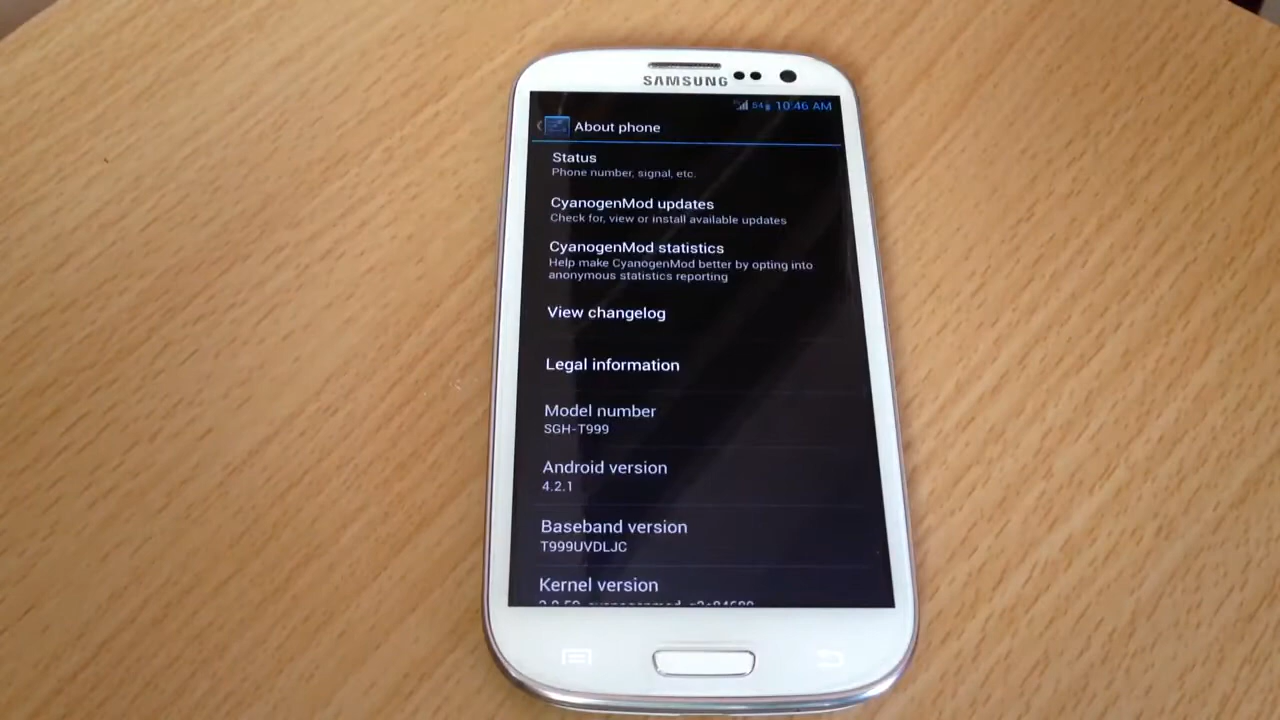 SAMSUNG
54 10:46 AM
About phone
Status
Phone number, signal, etc.
CyanogenMod updates
Check for, view or install available updates
CyanogenMod statistics
Help make CyanogenMod better by opting into
anonymous statistics reporting
View changelog
Legal information
Model number
SGH-T999
Android version
4.2.1
Baseband version
T999UVDLJC
Kernel version